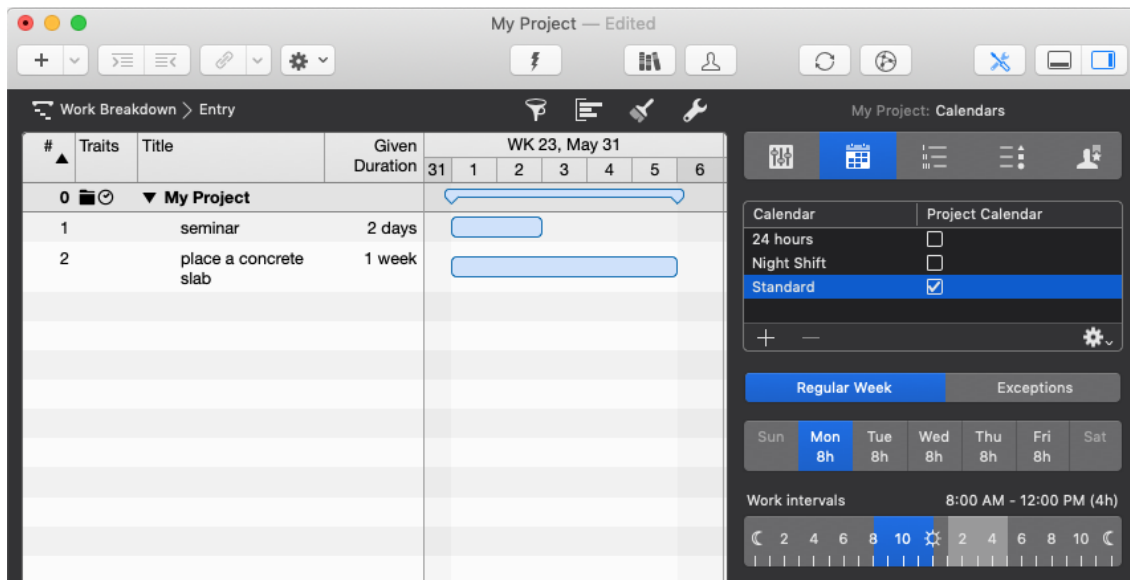 My Project — Edited
Work Breakdown > Entry
My Project: Calendars
# Traits Title Given Duration
WK 23, May 31
31 1 2 3 4 5 6
0 My Project
1 seminar 2 days
2 place a concrete slab 1 week
Calendar Project Calendar
24 hours
Night Shift
Standard
Regular Week Exceptions
Sun Mon Tue Wed Thu Fri Sat
8h 8h 8h 8h 8h
Work intervals 8:00 AM - 12:00 PM (4h)
2 4 6 8 10 2 4 6 8 10